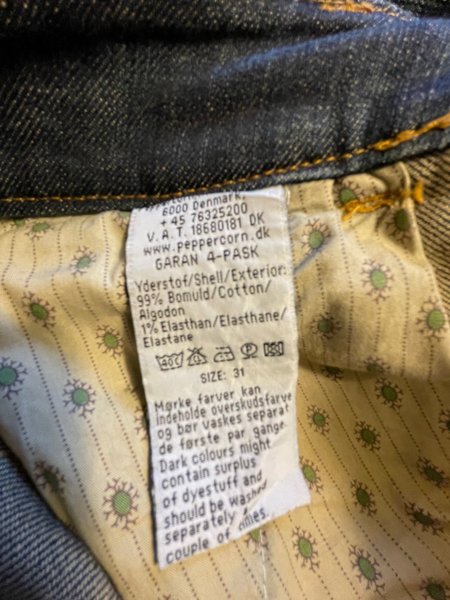 6000 Denmark,
+45 76325200
V.A.T. 18680181 DK
www.peppercorn.dk
GARAN 4-PASK
Yderstof/Shell/Exterior:
99% Bomuld/Cotton/
Algodon
1% Elasthan/Elasthane/
Elastane
SIZE: 31
Mørke farver kan
indeholde overskudsfarve
og bør vaskes separat
de første par gange
Dark colours might
contain surplus
of dyestuff and
should be washed
separately a
couple of times.